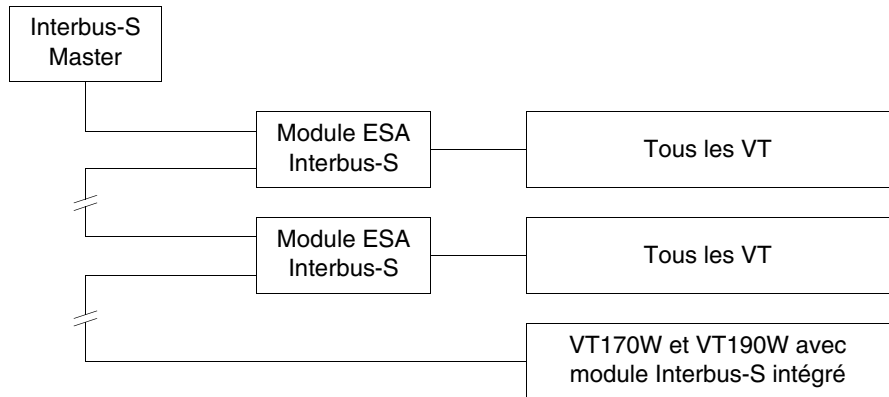 Interbus-S
Master
Module ESA
Interbus-S
Tous les VT
Module ESA
Interbus-S
Tous les VT
VT170W et VT190W avec
module Interbus-S intégré